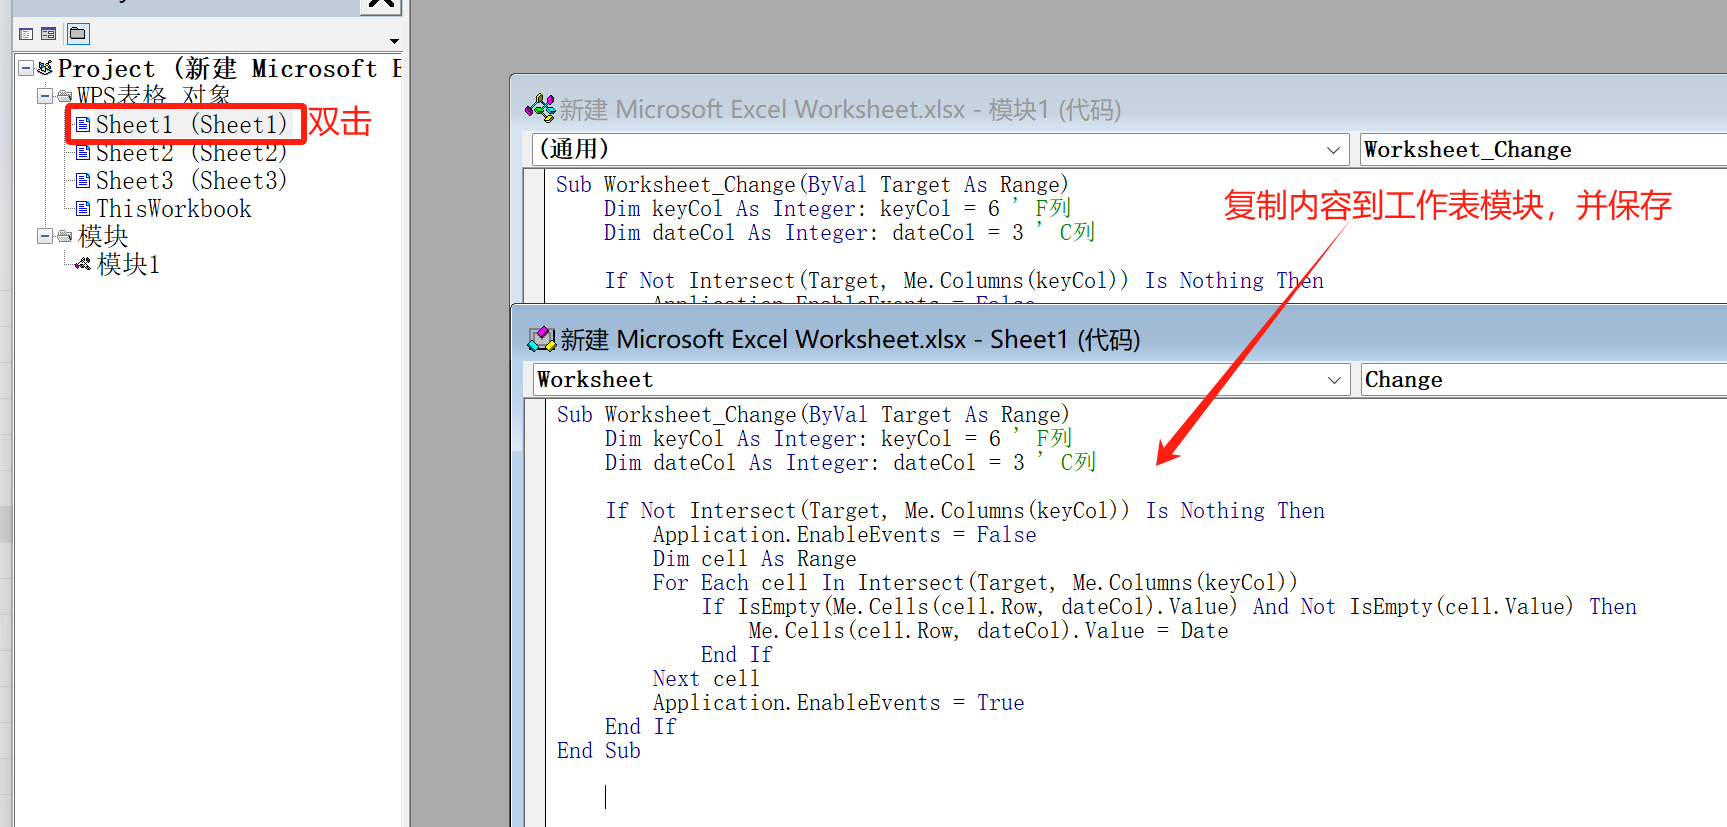 Project (新建 Microsoft E
WPS表格 对象
Sheet1 (Sheet1)
双击
Sheet2 (Sheet2)
Sheet3 (Sheet3)
ThisWorkbook
模块
模块1
新建 Microsoft Excel Worksheet.xlsx - 模块1 (代码)
(通用)
Worksheet_Change
Sub Worksheet_Change(ByVal Target As Range)
Dim keyCol As Integer: keyCol = 6 ' F列
Dim dateCol As Integer: dateCol = 3 ' C列
If Not Intersect(Target, Me.Columns(keyCol)) Is Nothing Then
Application.EnableEvents = False
复制内容到工作表模块，并保存
新建 Microsoft Excel Worksheet.xlsx - Sheet1 (代码)
Worksheet
Change
Sub Worksheet_Change(ByVal Target As Range)
Dim keyCol As Integer: keyCol = 6 ' F列
Dim dateCol As Integer: dateCol = 3 ' C列
If Not Intersect(Target, Me.Columns(keyCol)) Is Nothing Then
Application.EnableEvents = False
Dim cell As Range
For Each cell In Intersect(Target, Me.Columns(keyCol))
If IsEmpty(Me.Cells(cell.Row, dateCol).Value) And Not IsEmpty(cell.Value) Then
Me.Cells(cell.Row, dateCol).Value = Date
End If
Next cell
Application.EnableEvents = True
End If
End Sub